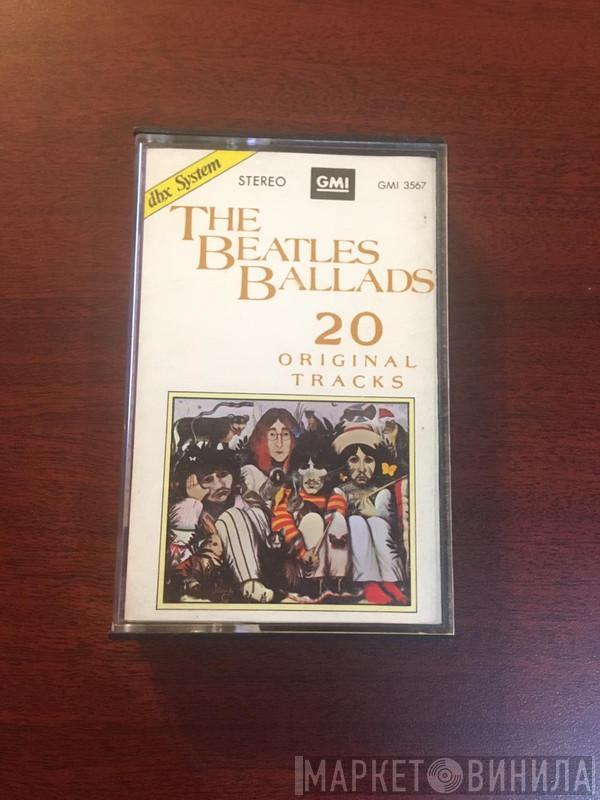 dbx System
STEREO GMI GMI 3567
THE
BEATLES
BALLADS
20
ORIGINAL
TRACKS
МАРКЕТ ВИНИЛА